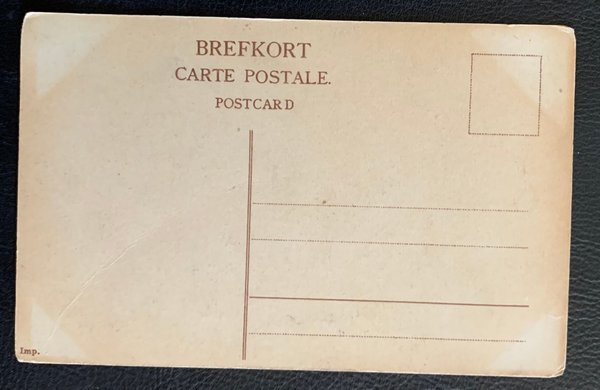 BREFKORT
CARTE POSTALE.
POSTCARD
Imp.